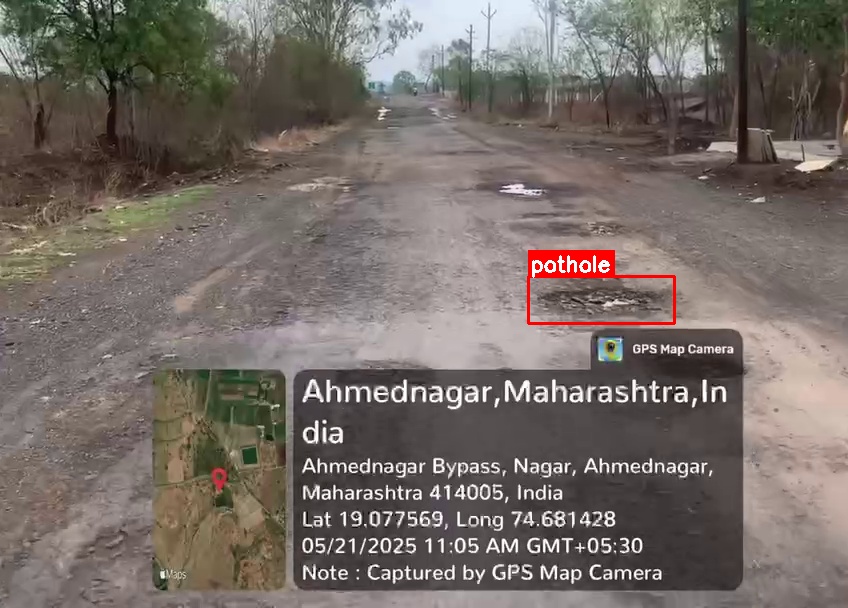 pothole
GPS Map Camera
Ahmednagar,Maharashtra,In
dia
Ahmednagar Bypass, Nagar, Ahmednagar,
Maharashtra 414005, India
Lat 19.077569, Long 74.681428
05/21/2025 11:05 AM GMT+05:30
Note : Captured by GPS Map Camera
Maps